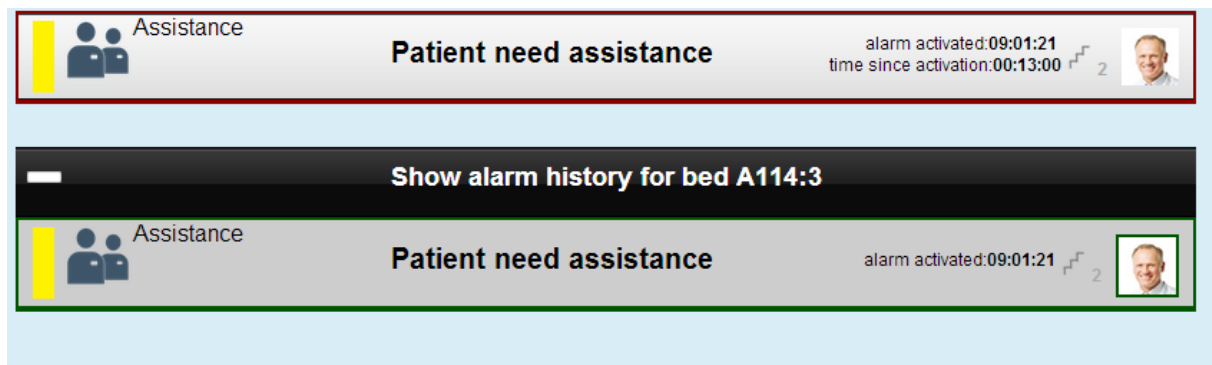 Assistance
Patient need assistance
alarm activated:09:01:21
time since activation:00:13:00
2
Show alarm history for bed A114:3
Assistance
Patient need assistance
alarm activated:09:01:21
2